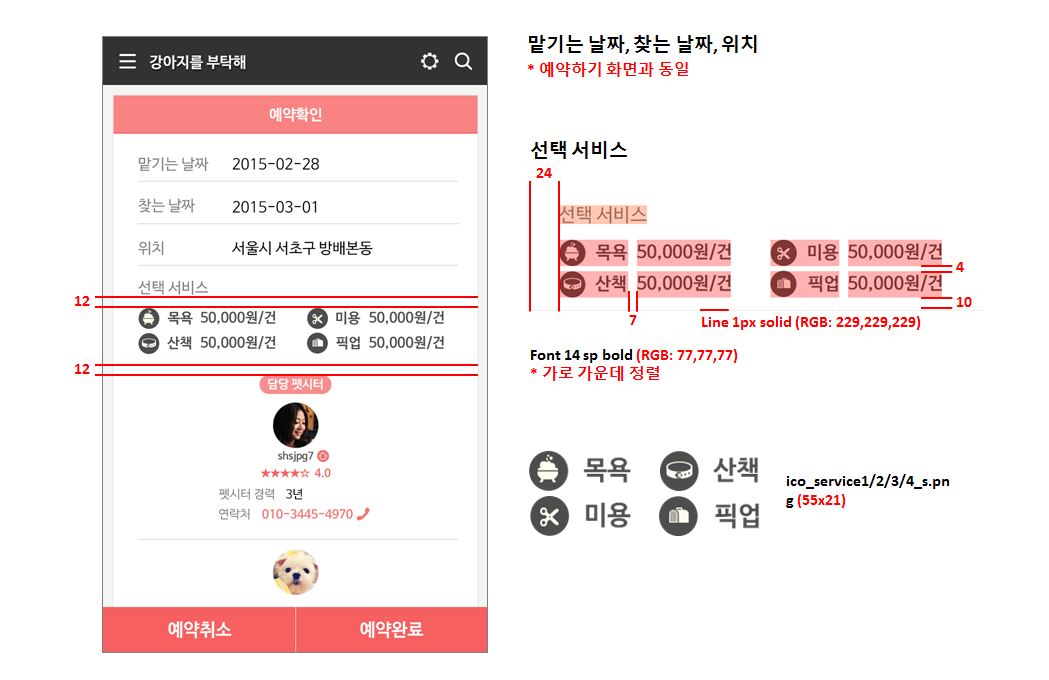 강아지를 부탁해
예약확인
맡기는 날짜 2015-02-28
찾는 날짜 2015-03-01
위치 서울시 서초구 방배본동
선택 서비스
12
목욕 50,000원/건 미용 50,000원/건
산책 50,000원/건 픽업 50,000원/건
12
담당 펫시터
shsjpg7
★★★★☆ 4.0
펫시터 경력 3년
연락처 010-3445-4970
예약취소 예약완료
맡기는 날짜, 찾는 날짜, 위치
* 예약하기 화면과 동일
선택 서비스
24
선택 서비스
목욕 50,000원/건 미용 50,000원/건
4
산책 50,000원/건 픽업 50,000원/건
10
7
Line 1px solid (RGB: 229,229,229)
Font 14 sp bold (RGB: 77,77,77)
* 가로 가운데 정렬
목욕 산책
미용 픽업
ico_service1/2/3/4_s.pn
g (55x21)